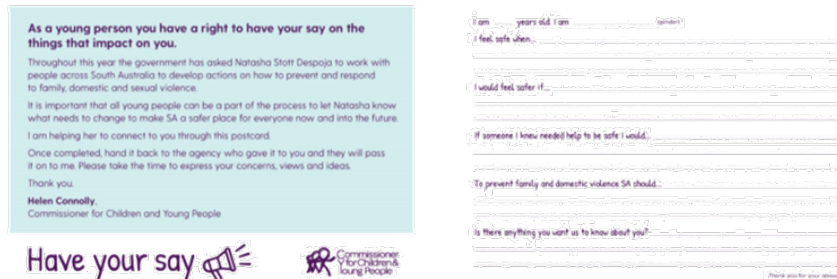 As a young person you have a right to have your say on the
things that impact on you.
Throughout this year the government has asked Natasha Stott Despoja to work with
people across South Australia to develop actions on how to prevent and respond
to family, domestic and sexual violence.
It is important that all young people can be a part of the process to let Natasha know
what needs to change to make SA a safer place for everyone now and into the future.
I am helping her to connect to you through this postcard.
Once completed, hand it back to the agency who gave it to you and they will pass
it on to me. Please take the time to express your concerns, views and ideas.
Thank you.
Helen Connolly,
Commissioner for Children and Young People
Have your say
Commissioner
for Children &
Young People
I am years old. I am (gender)
I feel safe when...
I would feel safer if...
If someone I knew needed help to be safe I would...
To prevent family and domestic violence SA should...
Is there anything you want us to know about you?
Thank you for your